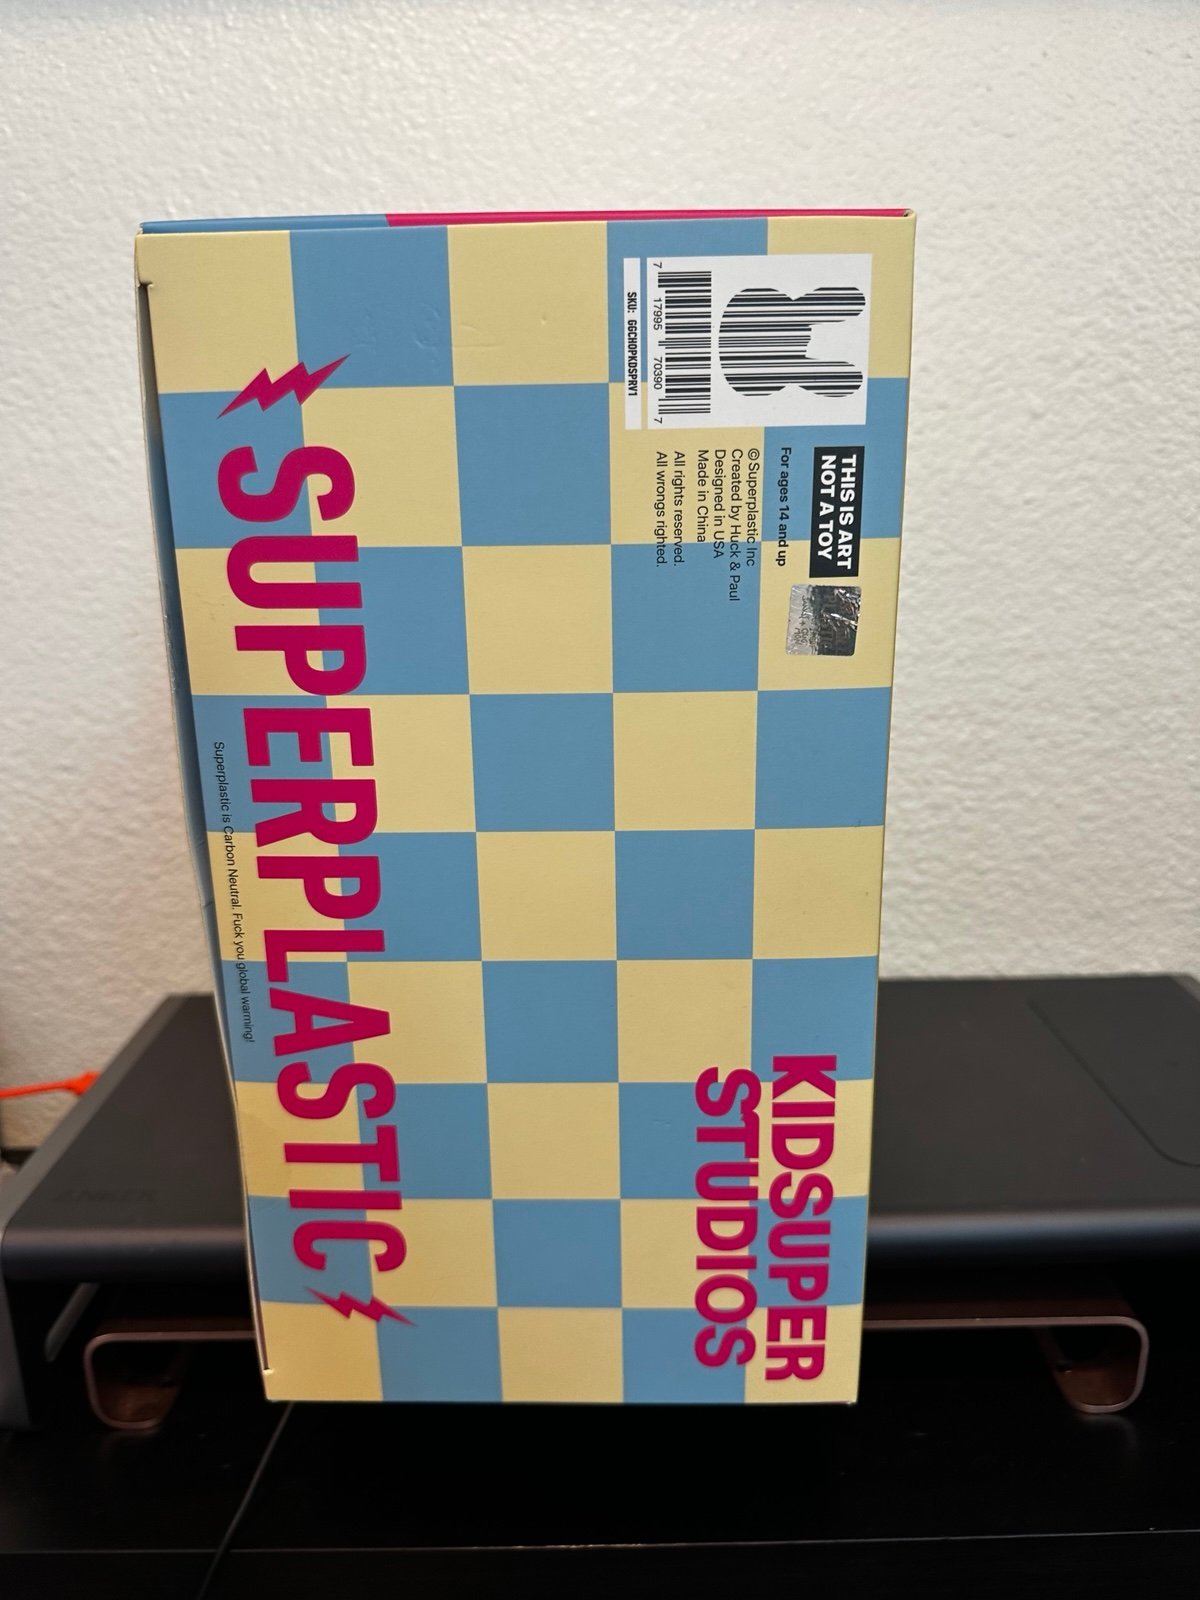 7 17995 70390 7
SKU: GGCHOPKDSPRV1
THIS IS ART
NOT A TOY
For ages 14 and up
©Superplastic Inc
Created by Huck & Paul
Designed in USA
Made in China
All rights reserved.
All wrongs righted.
KIDSUPER
STUDIOS
SUPERPLASTIC
Superplastic is Carbon Neutral. Fuck you global warming!
ANKER